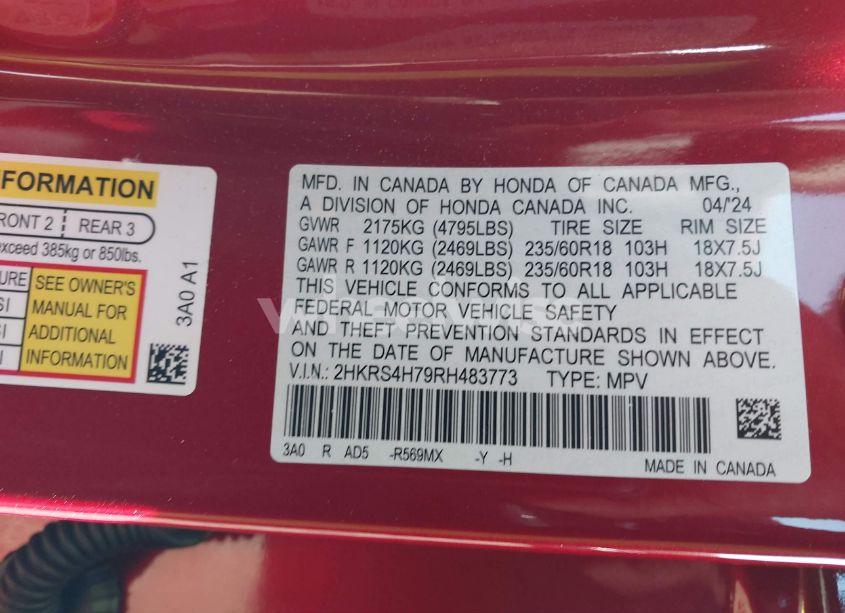 FORMATION
FRONT 2 REAR 3
exceed 385kg or 850lbs.
SEE OWNER'S
MANUAL FOR
ADDITIONAL
INFORMATION
3A0 A1
MFD. IN CANADA BY HONDA OF CANADA MFG.,
A DIVISION OF HONDA CANADA INC. 04/24
GVWR 2175KG (4795LBS) TIRE SIZE RIM SIZE
GAWR F 1120KG (2469LBS) 235/60R18 103H 18X7.5J
GAWR R 1120KG (2469LBS) 235/60R18 103H 18X7.5J
THIS VEHICLE CONFORMS TO ALL APPLICABLE
FEDERAL MOTOR VEHICLE SAFETY
AND THEFT PREVENTION STANDARDS IN EFFECT
ON THE DATE OF MANUFACTURE SHOWN ABOVE.
V.I.N.: 2HKRS4H79RH483773 TYPE: MPV
3A0 R AD5 -R569MX -Y -H
MADE IN CANADA